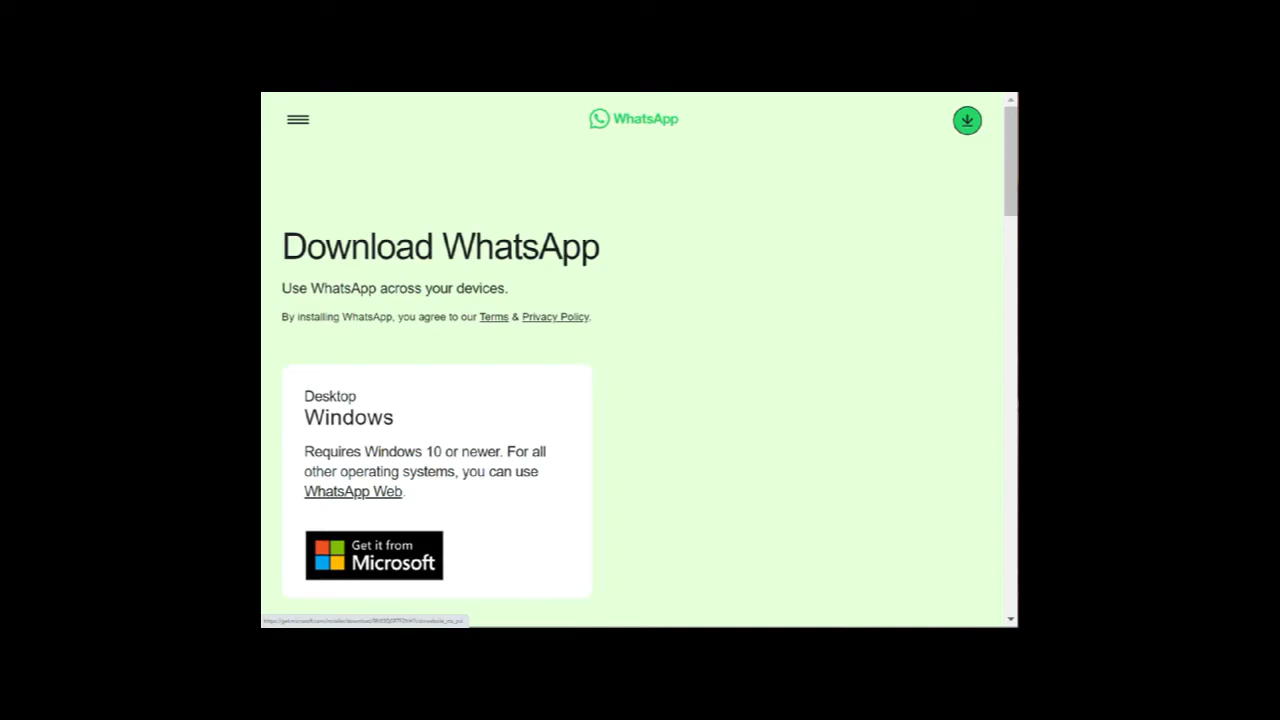 WhatsApp
Download WhatsApp
Use WhatsApp across your devices.
By installing WhatsApp, you agree to our Terms & Privacy Policy.
Desktop
Windows
Requires Windows 10 or newer. For all
other operating systems, you can use
WhatsApp Web.
Get it from
Microsoft